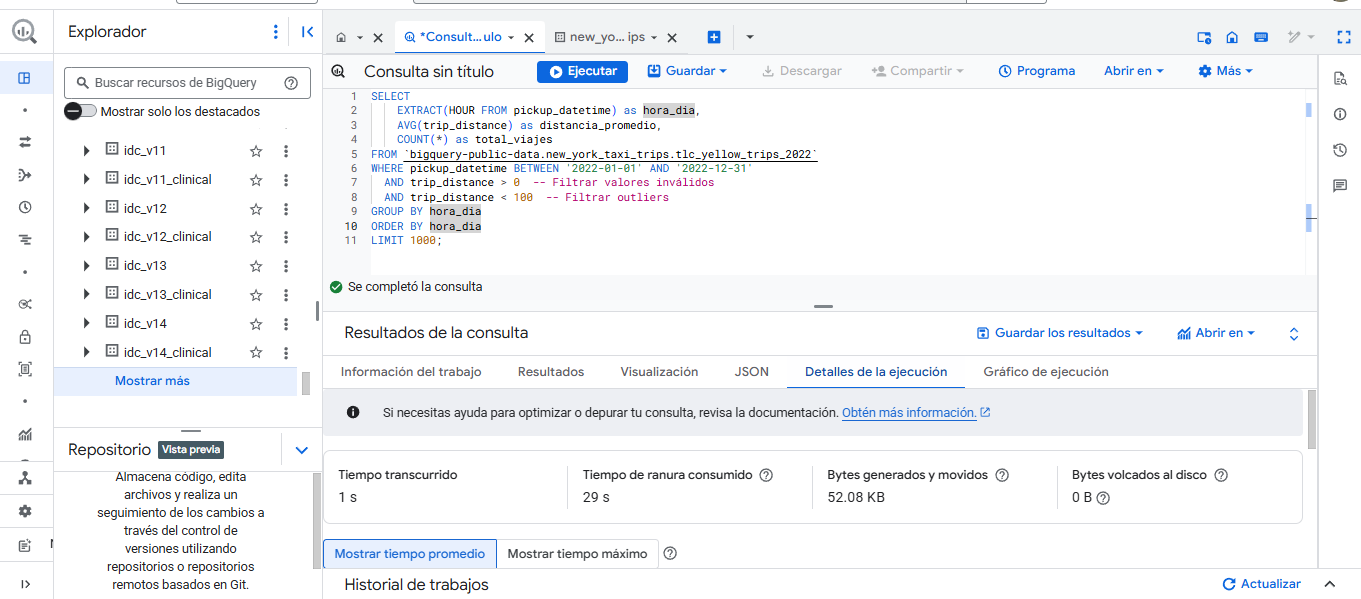 Explorador
Buscar recursos de BigQuery
Mostrar solo los destacados
idc_v11
idc_v11_clinical
idc_v12
idc_v12_clinical
idc_v13
idc_v13_clinical
idc_v14
idc_v14_clinical
Mostrar más
Repositorio Vista previa
Almacena código, edita
archivos y realiza un
seguimiento de los cambios a
través del control de
versiones utilizando
repositorios o repositorios
remotos basados en Git.
*Consult...ulo
new_yo... ips
Consulta sin título Ejecutar Guardar Descargar Compartir Programa Abrir en Más
1 SELECT
2 EXTRACT(HOUR FROM pickup_datetime) as hora_dia,
3 AVG(trip_distance) as distancia_promedio,
4 COUNT(*) as total_viajes
5 FROM `bigquery-public-data.new_york_taxi_trips.tlc_yellow_trips_2022`
6 WHERE pickup_datetime BETWEEN '2022-01-01' AND '2022-12-31'
7 AND trip_distance > 0 -- Filtrar valores inválidos
8 AND trip_distance < 100 -- Filtrar outliers
9 GROUP BY hora_dia
10 ORDER BY hora_dia
11 LIMIT 1000;
Se completó la consulta
Resultados de la consulta Guardar los resultados Abrir en
Información del trabajo Resultados Visualización JSON Detalles de la ejecución Gráfico de ejecución
Si necesitas ayuda para optimizar o depurar tu consulta, revisa la documentación. Obtén más información.
Tiempo transcurrido
1 s
Tiempo de ranura consumido
29 s
Bytes generados y movidos
52.08 KB
Bytes volcados al disco
0 B
Mostrar tiempo promedio Mostrar tiempo máximo
Historial de trabajos Actualizar